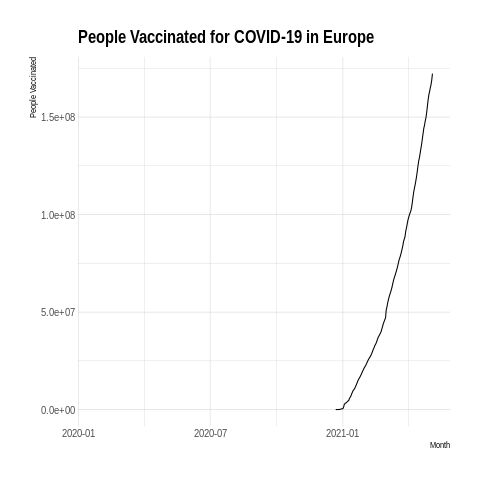 People Vaccinated for COVID-19 in Europe
People Vaccinated
1.5e+08
1.0e+08
5.0e+07
0.0e+00
2020-01 2020-07 2021-01
Month